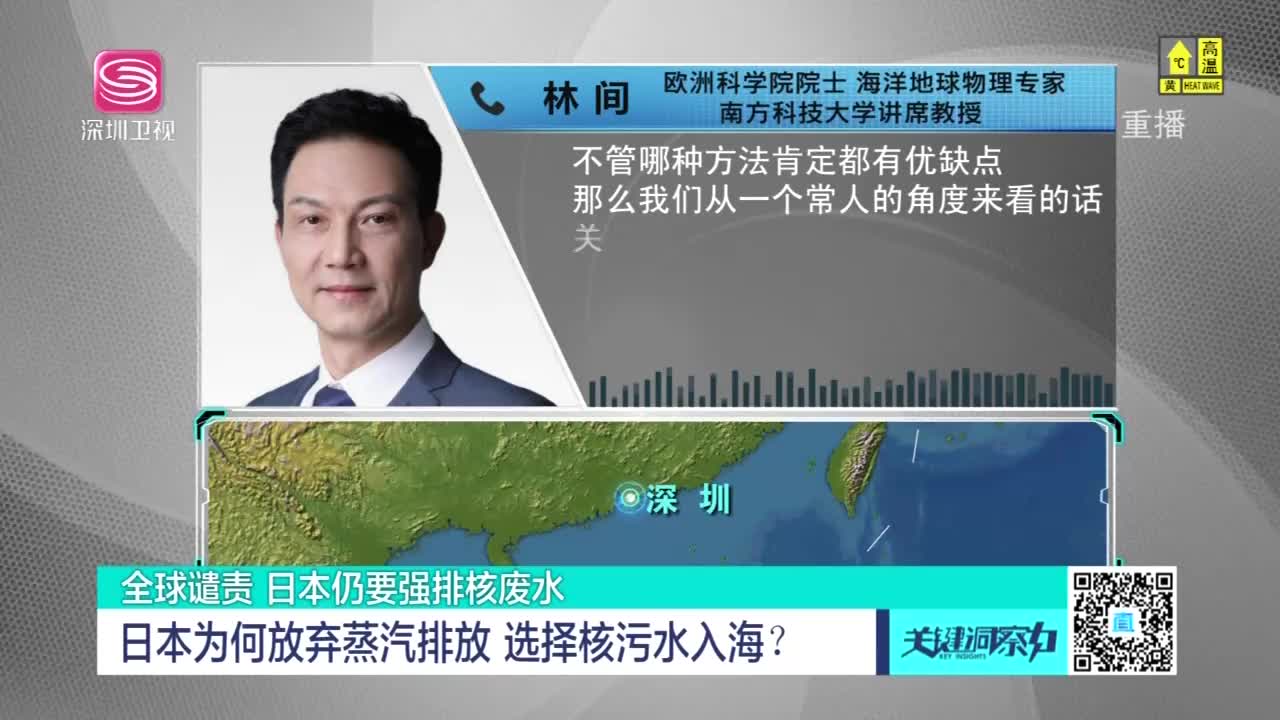 深圳卫视
林间
欧洲科学院院士 海洋地球物理专家
南方科技大学讲席教授
℃
高温
黄 HEAT WAVE
重播
不管哪种方法肯定都有优缺点
那么我们从一个常人的角度来看的话
关
深圳
全球谴责 日本仍要强排核废水
日本为何放弃蒸汽排放 选择核污水入海？
关键洞察力
KEY INSIGHTS
直